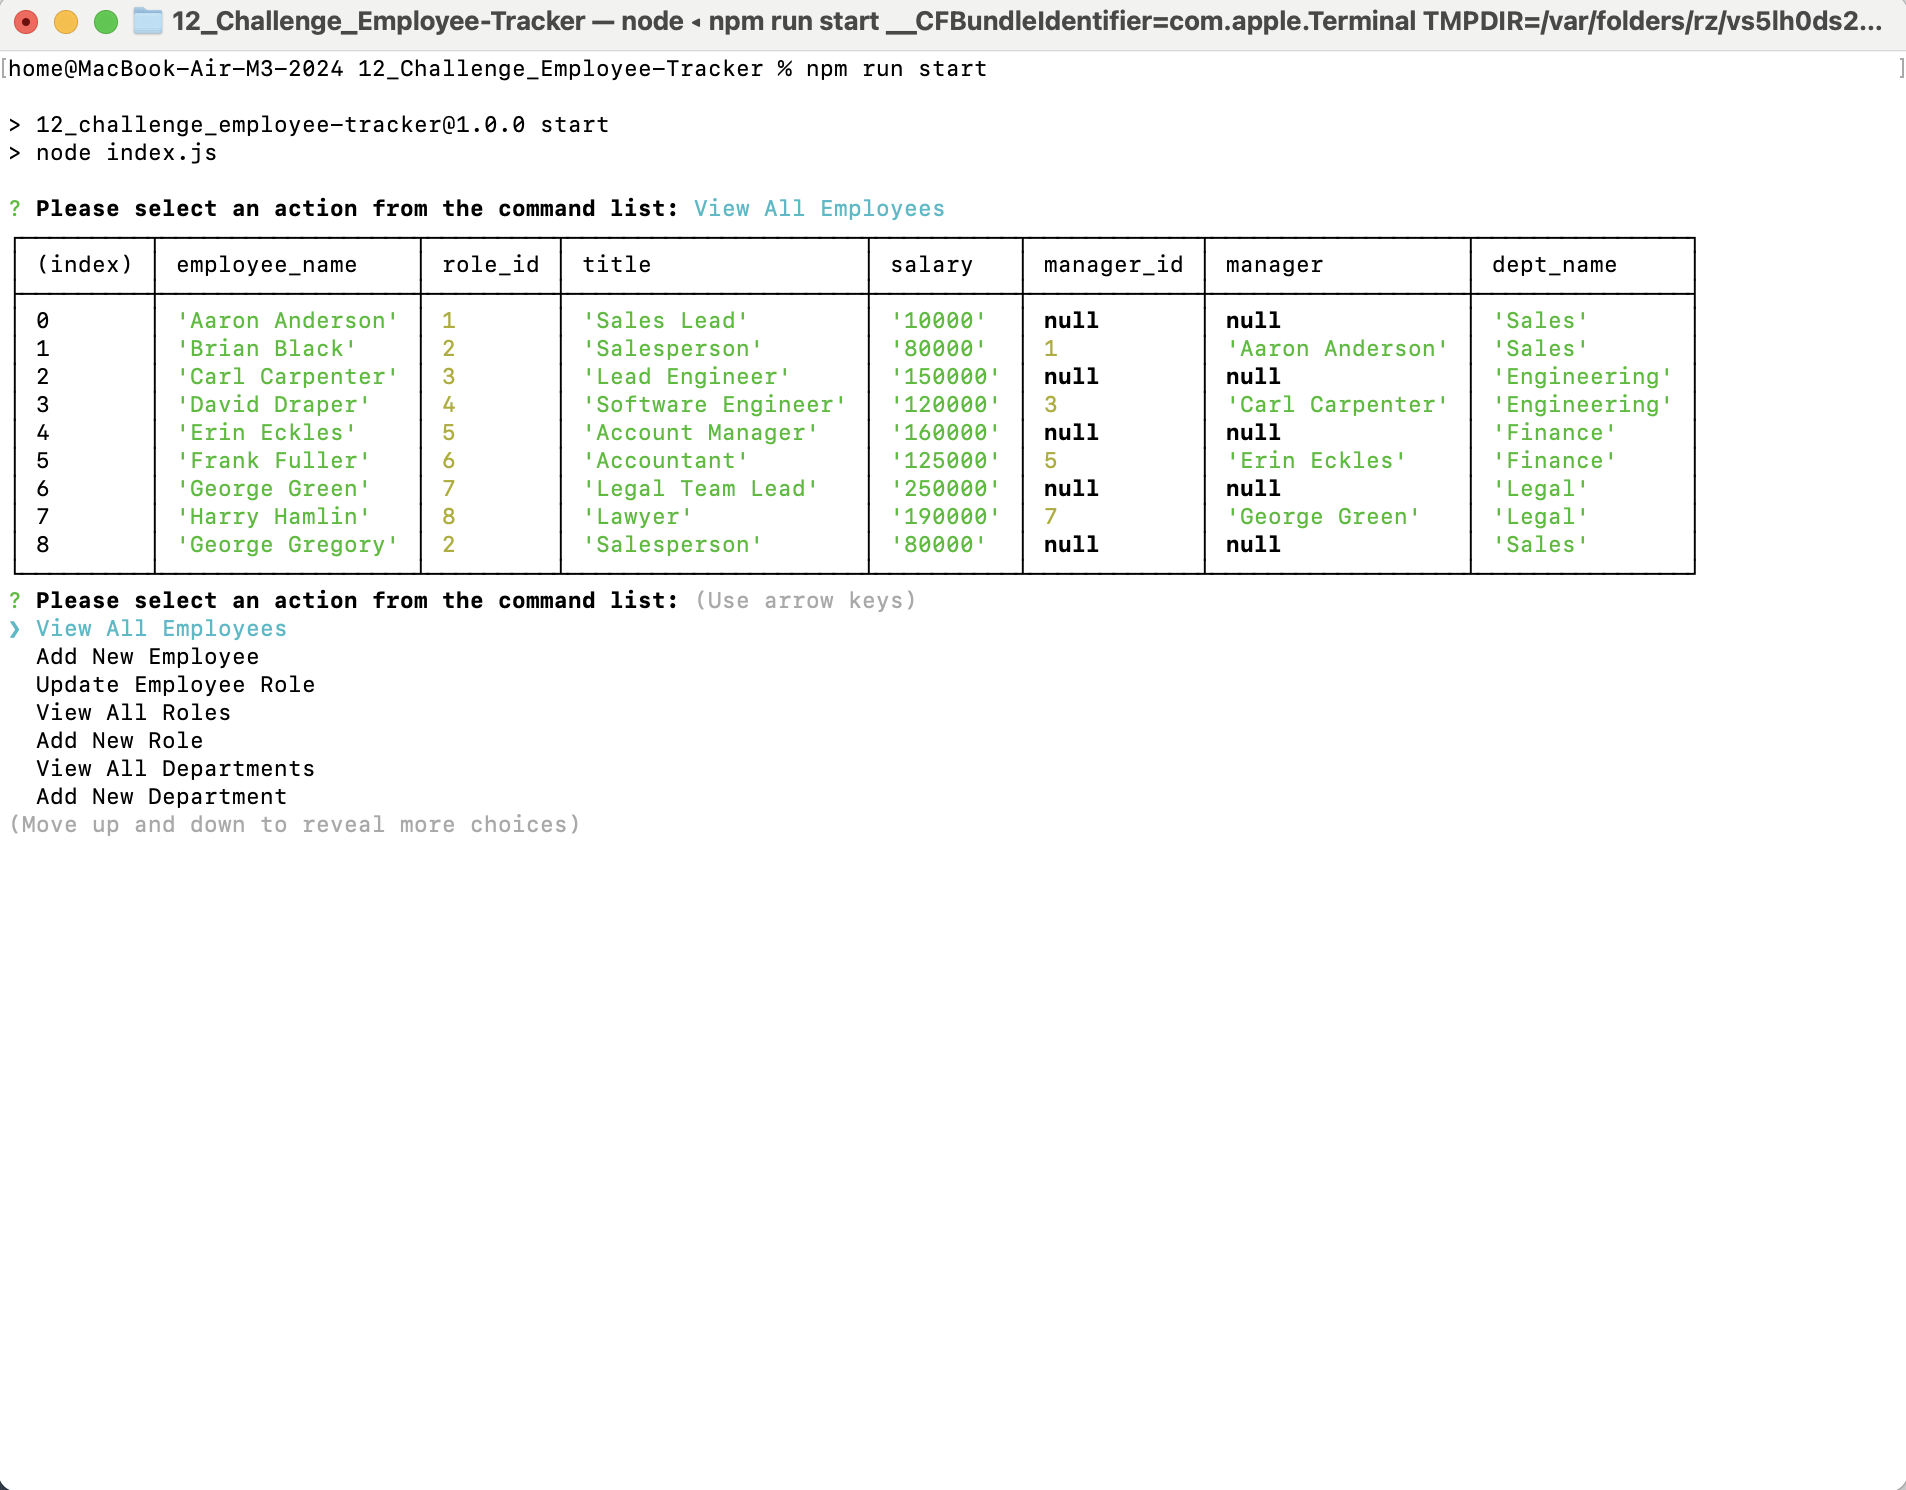 12_Challenge_Employee-Tracker — node ◂ npm run start __CFBundleIdentifier=com.apple.Terminal TMPDIR=/var/folders/rz/vs5lh0ds2...
[home@MacBook-Air-M3-2024 12_Challenge_Employee-Tracker % npm run start ]
> 12_challenge_employee-tracker@1.0.0 start
> node index.js
? Please select an action from the command list: View All Employees
(index) employee_name role_id title salary manager_id manager dept_name
0 'Aaron Anderson' 1 'Sales Lead' '10000' null null 'Sales'
1 'Brian Black' 2 'Salesperson' '80000' 1 'Aaron Anderson' 'Sales'
2 'Carl Carpenter' 3 'Lead Engineer' '150000' null null 'Engineering'
3 'David Draper' 4 'Software Engineer' '120000' 3 'Carl Carpenter' 'Engineering'
4 'Erin Eckles' 5 'Account Manager' '160000' null null 'Finance'
5 'Frank Fuller' 6 'Accountant' '125000' 5 'Erin Eckles' 'Finance'
6 'George Green' 7 'Legal Team Lead' '250000' null null 'Legal'
7 'Harry Hamlin' 8 'Lawyer' '190000' 7 'George Green' 'Legal'
8 'George Gregory' 2 'Salesperson' '80000' null null 'Sales'
? Please select an action from the command list: (Use arrow keys)
❯ View All Employees
Add New Employee
Update Employee Role
View All Roles
Add New Role
View All Departments
Add New Department
(Move up and down to reveal more choices)